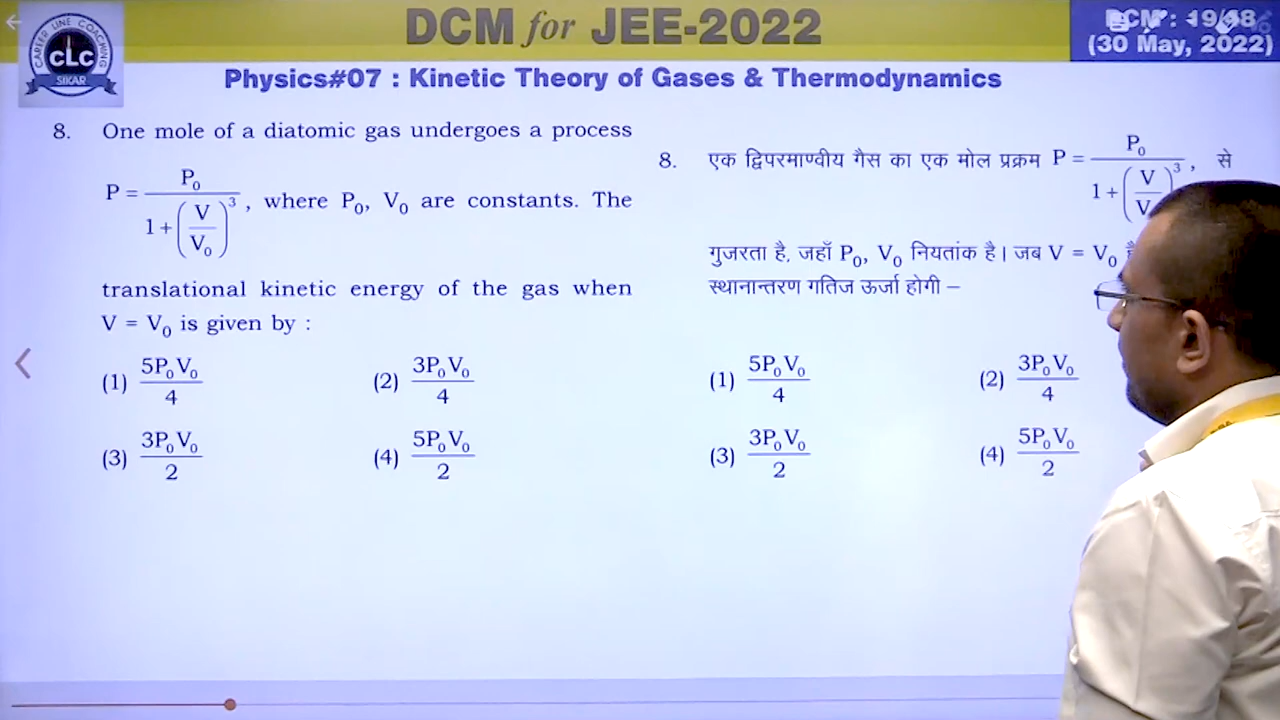 DCM for JEE-2022
(30 May, 2022)
CAREER LINE COACHING
CLC
SIKAR
Physics#07 : Kinetic Theory of Gases & Thermodynamics
8. One mole of a diatomic gas undergoes a process
P = P₀ / (1 + (V/V₀)³), where P₀, V₀ are constants. The
translational kinetic energy of the gas when
V = V₀ is given by :
(1) 5P₀V₀/4 (2) 3P₀V₀/4
(3) 3P₀V₀/2 (4) 5P₀V₀/2
8. एक द्विपरमाण्वीय गैस का एक मोल प्रक्रम P = P₀ / 1 + (V/V )³, से
गुजरता है, जहाँ P₀, V₀ नियतांक है। जब V = V₀
स्थानान्तरण गतिज ऊर्जा होगी –
(1) 5P₀V₀/4 (2) 3P₀V₀/4
(3) 3P₀V₀/2 (4) 5P₀V₀/2